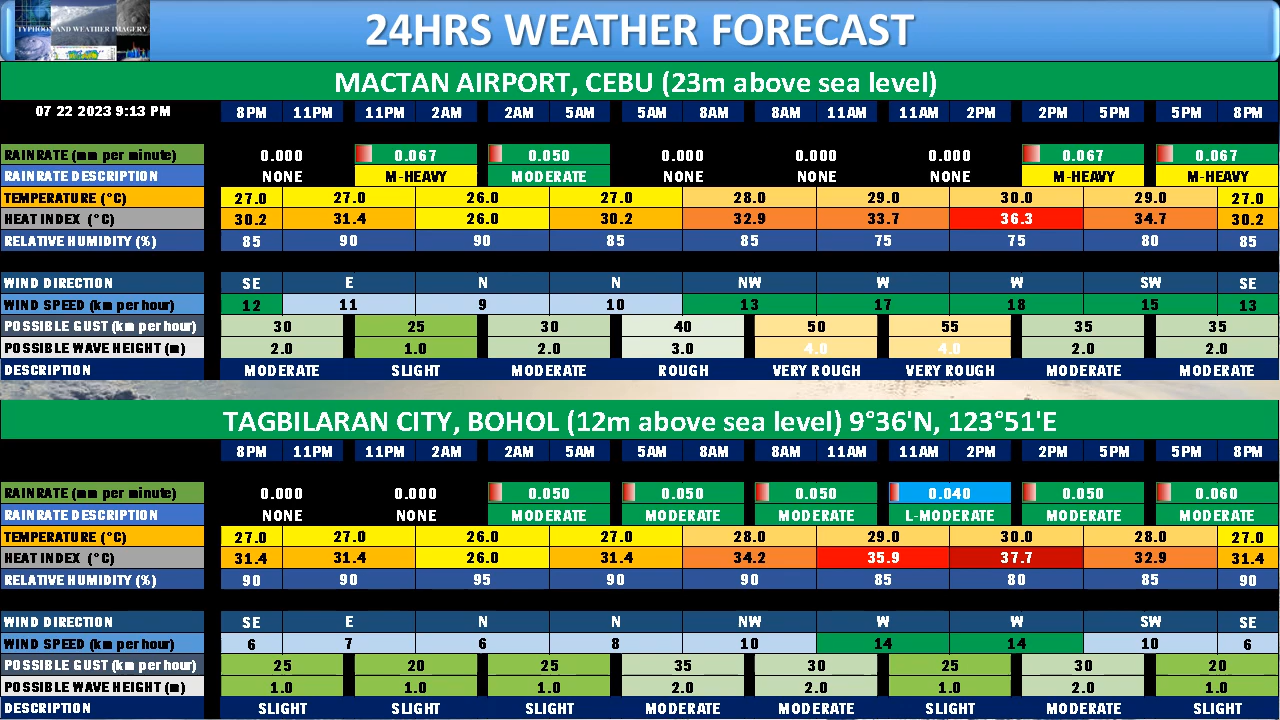 TYPHOON AND WEATHER IMAGERY
24HRS WEATHER FORECAST
MACTAN AIRPORT, CEBU (23m above sea level)
07 22 2023 9:13 PM 8PM 11PM 11PM 2AM 2AM 5AM 5AM 8AM 8AM 11AM 11AM 2PM 2PM 5PM 5PM 8PM
RAINRATE (mm per minute) 0.000 0.067 0.050 0.000 0.000 0.000 0.067 0.067
RAINRATE DESCRIPTION NONE M-HEAVY MODERATE NONE NONE NONE M-HEAVY M-HEAVY
TEMPERATURE (°C) 27.0 27.0 26.0 27.0 28.0 29.0 30.0 29.0 27.0
HEAT INDEX (°C) 30.2 31.4 26.0 30.2 32.9 33.7 36.3 34.7 30.2
RELATIVE HUMIDITY (%) 85 90 90 85 85 75 75 80 85
WIND DIRECTION SE E N N NW W W SW SE
WIND SPEED (km per hour) 12 11 9 10 13 17 18 15 13
POSSIBLE GUST (km per hour) 30 25 30 40 50 55 35 35
POSSIBLE WAVE HEIGHT (m) 2.0 1.0 2.0 3.0 4.0 4.0 2.0 2.0
DESCRIPTION MODERATE SLIGHT MODERATE ROUGH VERY ROUGH VERY ROUGH MODERATE MODERATE
TAGBILARAN CITY, BOHOL (12m above sea level) 9°36'N, 123°51'E
8PM 11PM 11PM 2AM 2AM 5AM 5AM 8AM 8AM 11AM 11AM 2PM 2PM 5PM 5PM 8PM
RAINRATE (mm per minute) 0.000 0.000 0.050 0.050 0.050 0.040 0.050 0.060
RAINRATE DESCRIPTION NONE NONE MODERATE MODERATE MODERATE L-MODERATE MODERATE MODERATE
TEMPERATURE (°C) 27.0 27.0 26.0 27.0 28.0 29.0 30.0 28.0 27.0
HEAT INDEX (°C) 31.4 31.4 26.0 31.4 34.2 35.9 37.7 32.9 31.4
RELATIVE HUMIDITY (%) 90 90 95 90 90 85 80 85 90
WIND DIRECTION SE E N N NW W W SW SE
WIND SPEED (km per hour) 6 7 6 8 10 14 14 10 6
POSSIBLE GUST (km per hour) 25 20 25 35 30 25 30 20
POSSIBLE WAVE HEIGHT (m) 1.0 1.0 1.0 2.0 2.0 1.0 2.0 1.0
DESCRIPTION SLIGHT SLIGHT SLIGHT MODERATE MODERATE SLIGHT MODERATE SLIGHT